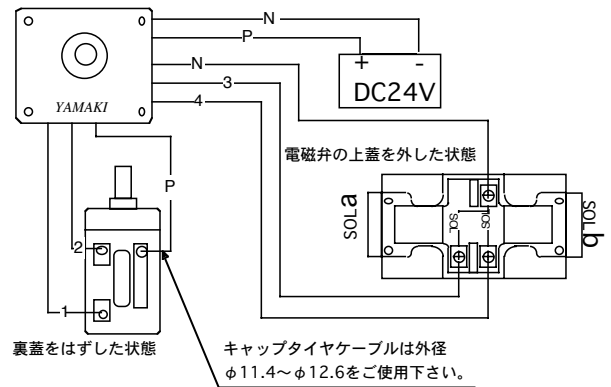 N
P
N
3
4
+ -
DC24V
YAMAKI
電磁弁の上蓋を外した状態
P
SOLa
SOL
SOL
SOLb
2
1
裏蓋をはずした状態
キャップタイヤケーブルは外径
φ11.4～φ12.6をご使用下さい。